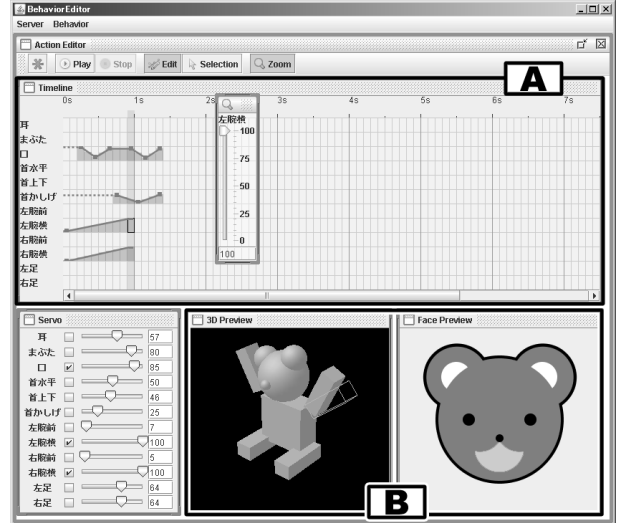 BehaviorEditor
Server Behavior
Action Editor
Play Stop Edit Selection Zoom
A
Timeline
0s 1s 2s 3s 4s 5s 6s 7s
耳
まぶた
口
首水平
首上下
首かしげ
左腕前
左腕横
右腕前
右腕横
左足
右足
左腕横
100
75
50
25
0
100
Servo
耳 57
まぶた 80
口 85
首水平 50
首上下 46
首かしげ 25
左腕前 7
左腕横 100
右腕前 5
右腕横 100
左足 64
右足 64
3D Preview
Face Preview
B